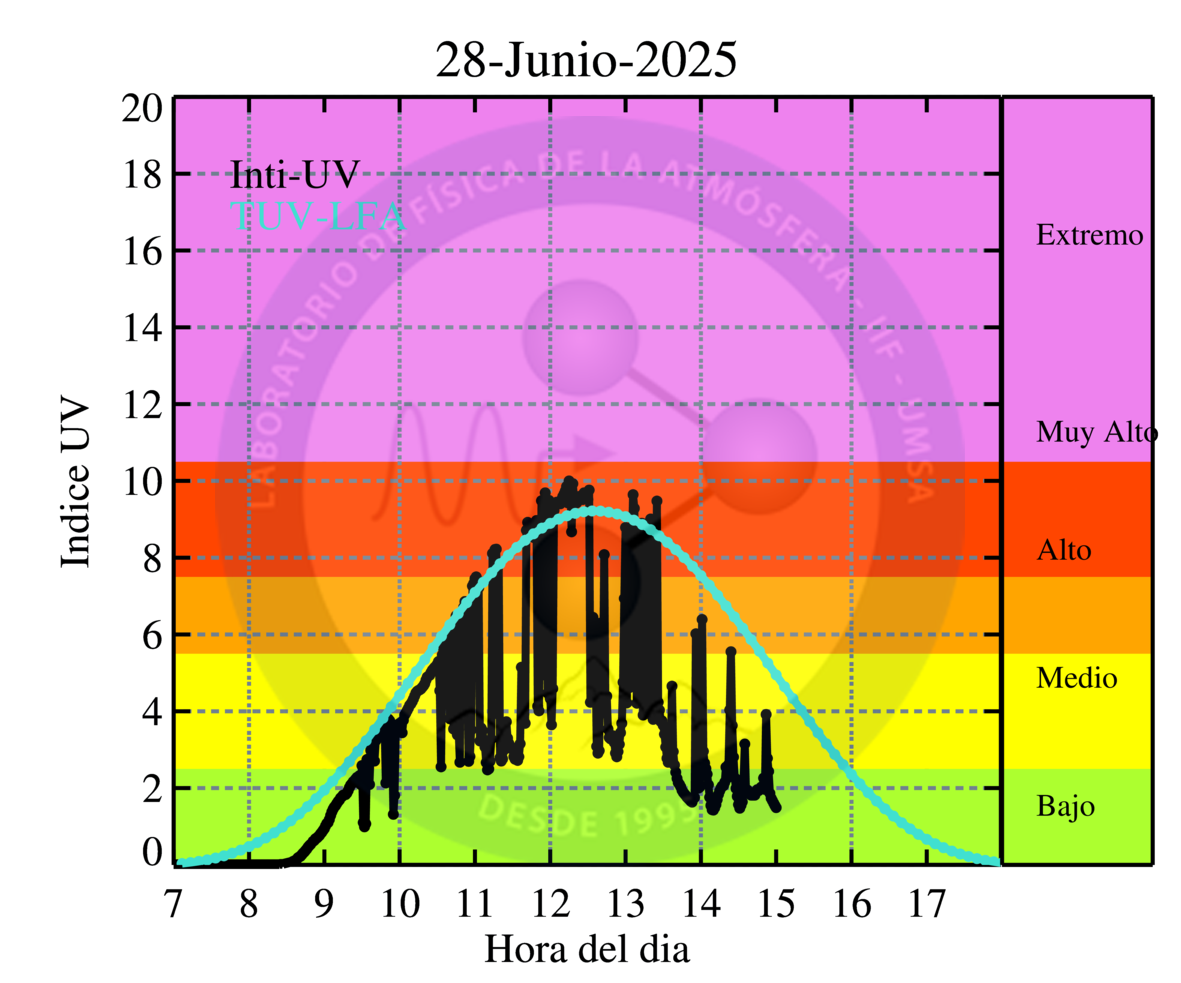 28-Junio-2025
20
18
16
14
12
10
8
6
4
2
0
Indice UV
Inti-UV
TUV-LFA
LABORATORIO DE FÍSICA DE LA ATMÓSFERA - IIF - UMSA
DESDE 1995
Extremo
Muy Alto
Alto
Medio
Bajo
7 8 9 10 11 12 13 14 15 16 17
Hora del dia